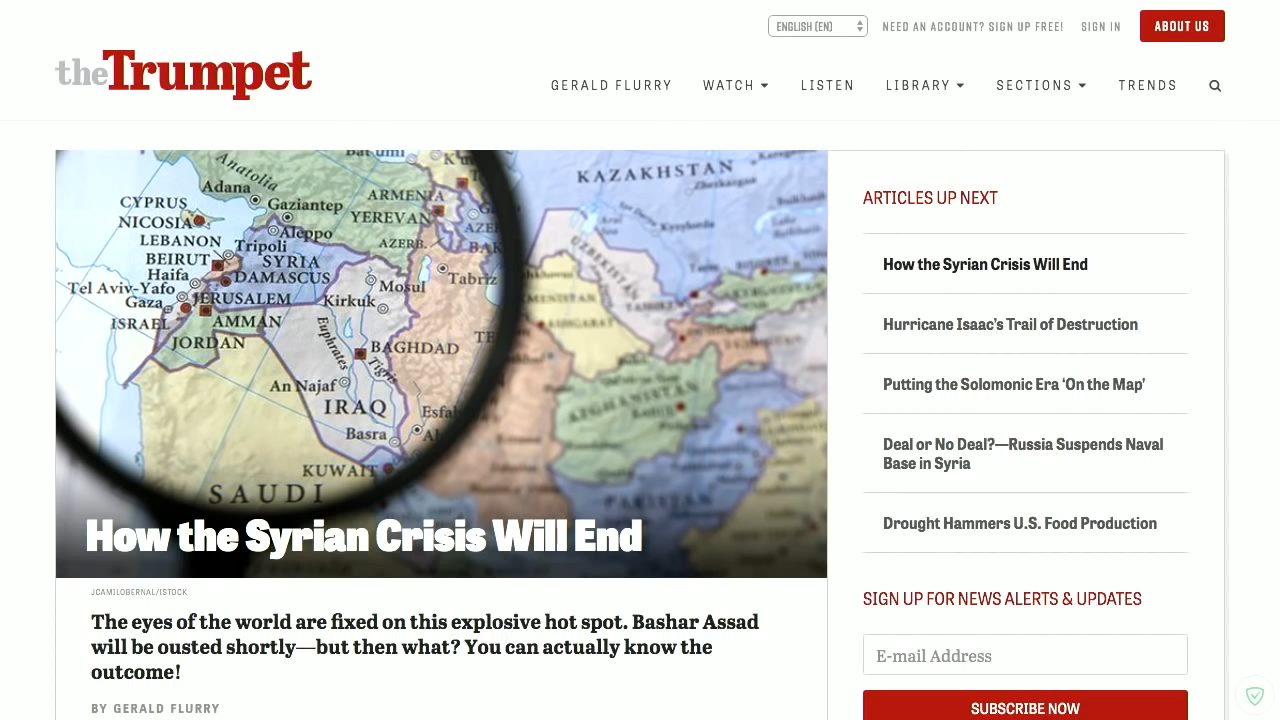 ENGLISH (EN)
NEED AN ACCOUNT? SIGN UP FREE!
SIGN IN
ABOUT US
theTrumpet
GERALD FLURRY
WATCH
LISTEN
LIBRARY
SECTIONS
TRENDS
Anatolia
Adana
Gaziantep
CYPRUS
NICOSIA
Aleppo
LEBANON
Tripoli
BEIRUT
SYRIA
Haifa
DAMASCUS
Tel Aviv-Yafo
Gaza
JERUSALEM
ISRAEL
AMMAN
JORDAN
ARMENIA
YEREVAN
AZERB.
Tabriz
Mosul
Kirkuk
Euphrates
Tigris
BAGHDAD
An Najaf
IRAQ
Basra
KUWAIT
SAUDI
KAZAKHSTAN
UZBEKISTAN
AFGHANISTAN
PAKISTAN
How the Syrian Crisis Will End
JCAMILOBERNAL/ISTOCK
The eyes of the world are fixed on this explosive hot spot. Bashar Assad
will be ousted shortly—but then what? You can actually know the
outcome!
BY GERALD FLURRY
ARTICLES UP NEXT
How the Syrian Crisis Will End
Hurricane Isaac’s Trail of Destruction
Putting the Solomonic Era ‘On the Map’
Deal or No Deal?—Russia Suspends Naval
Base in Syria
Drought Hammers U.S. Food Production
SIGN UP FOR NEWS ALERTS & UPDATES
E-mail Address
SUBSCRIBE NOW